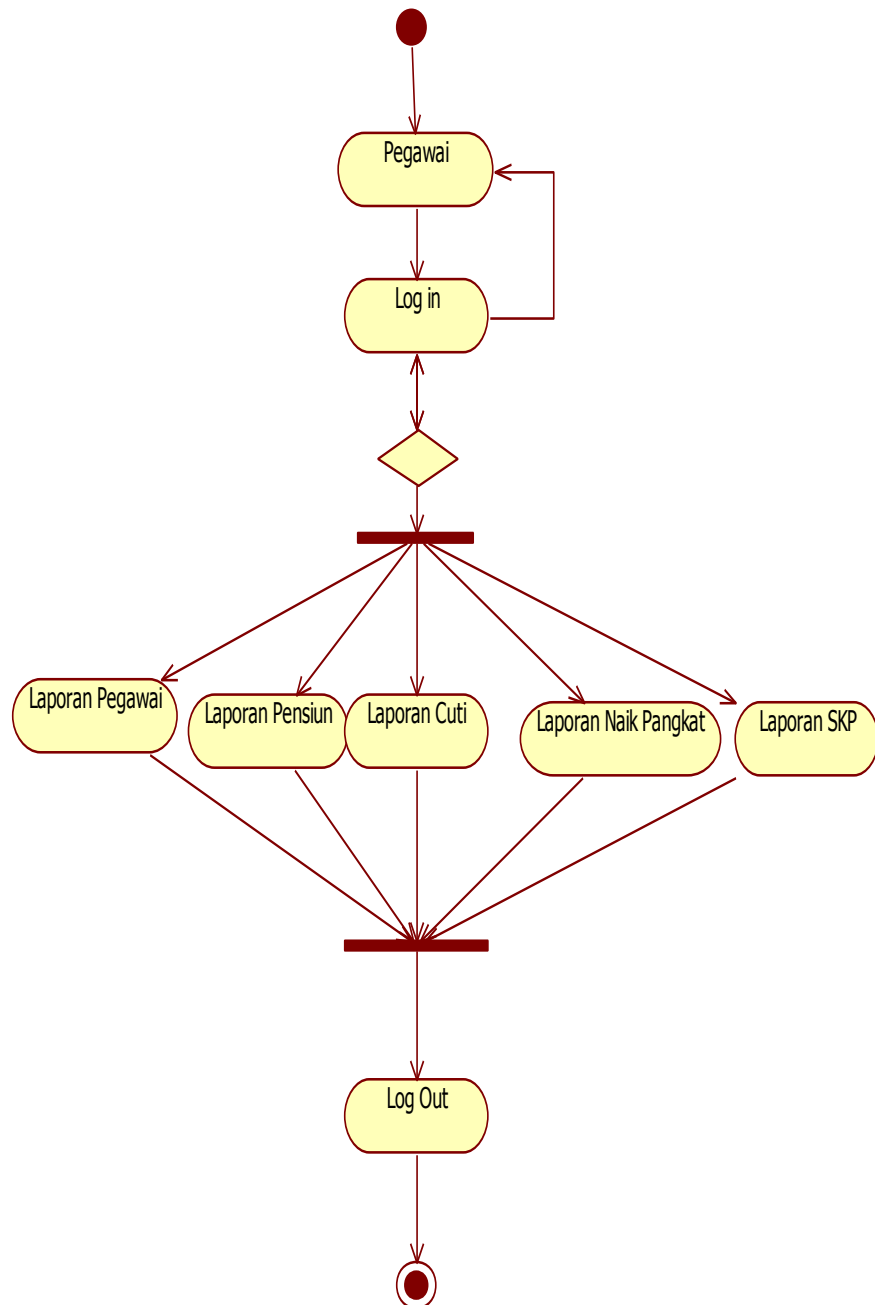 Pegawai
Log in
Laporan Pegawai
Laporan Pensiun
Laporan Cuti
Laporan Naik Pangkat
Laporan SKP
Log Out